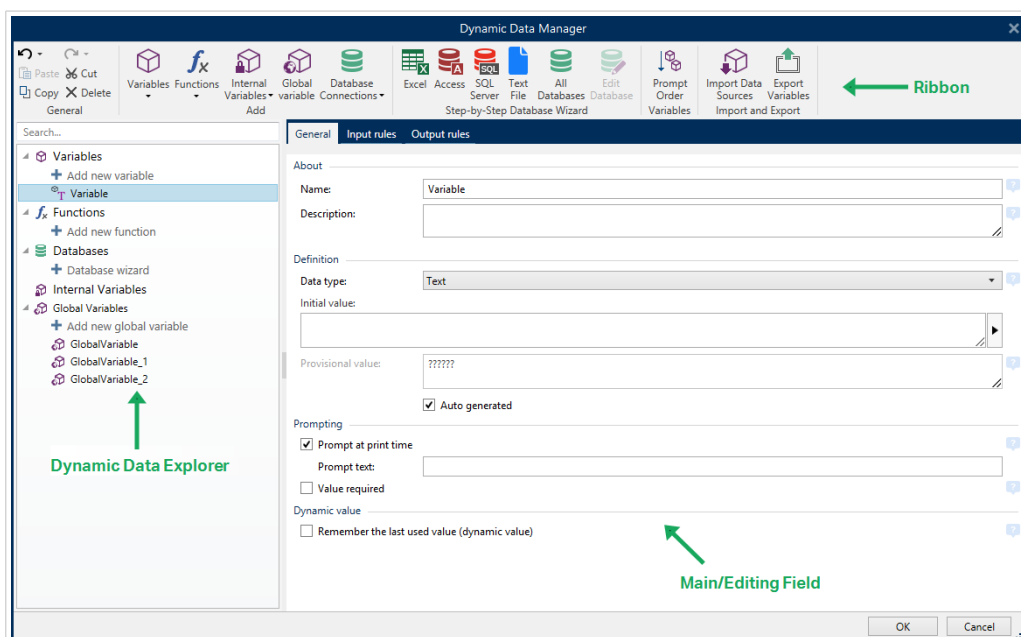 Dynamic Data Manager
Paste Cut
Copy Delete
General
Variables Functions Internal Variables Global variable Database Connections
Add
Excel Access SQL Server Text File All Databases Edit Database
Step-by-Step Database Wizard
Prompt Order
Variables
Import Data Sources Export Variables
Import and Export
Ribbon
Search...
Variables
Add new variable
Variable
Functions
Add new function
Databases
Database wizard
Internal Variables
Global Variables
Add new global variable
GlobalVariable
GlobalVariable_1
GlobalVariable_2
Dynamic Data Explorer
General Input rules Output rules
About
Name: Variable
Description:
Definition
Data type: Text
Initial value:
Provisional value: ??????
Auto generated
Prompting
Prompt at print time
Prompt text:
Value required
Dynamic value
Remember the last used value (dynamic value)
Main/Editing Field
OK Cancel